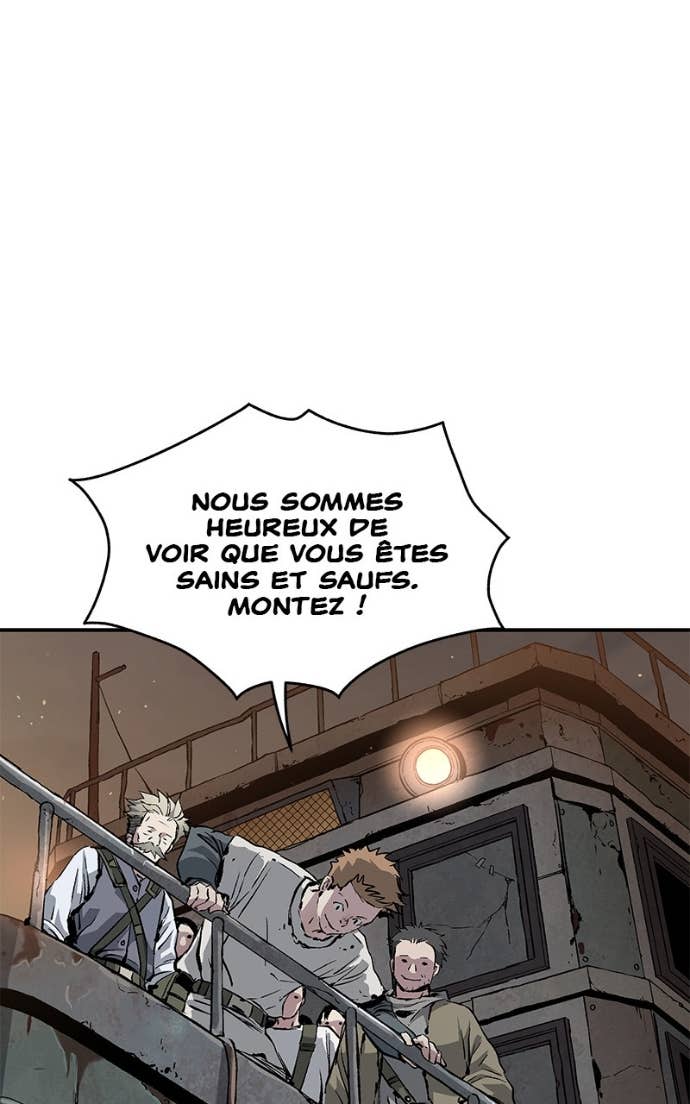 NOUS SOMMES
HEUREUX DE
VOIR QUE VOUS ÊTES
SAINS ET SAUFS.
MONTEZ !